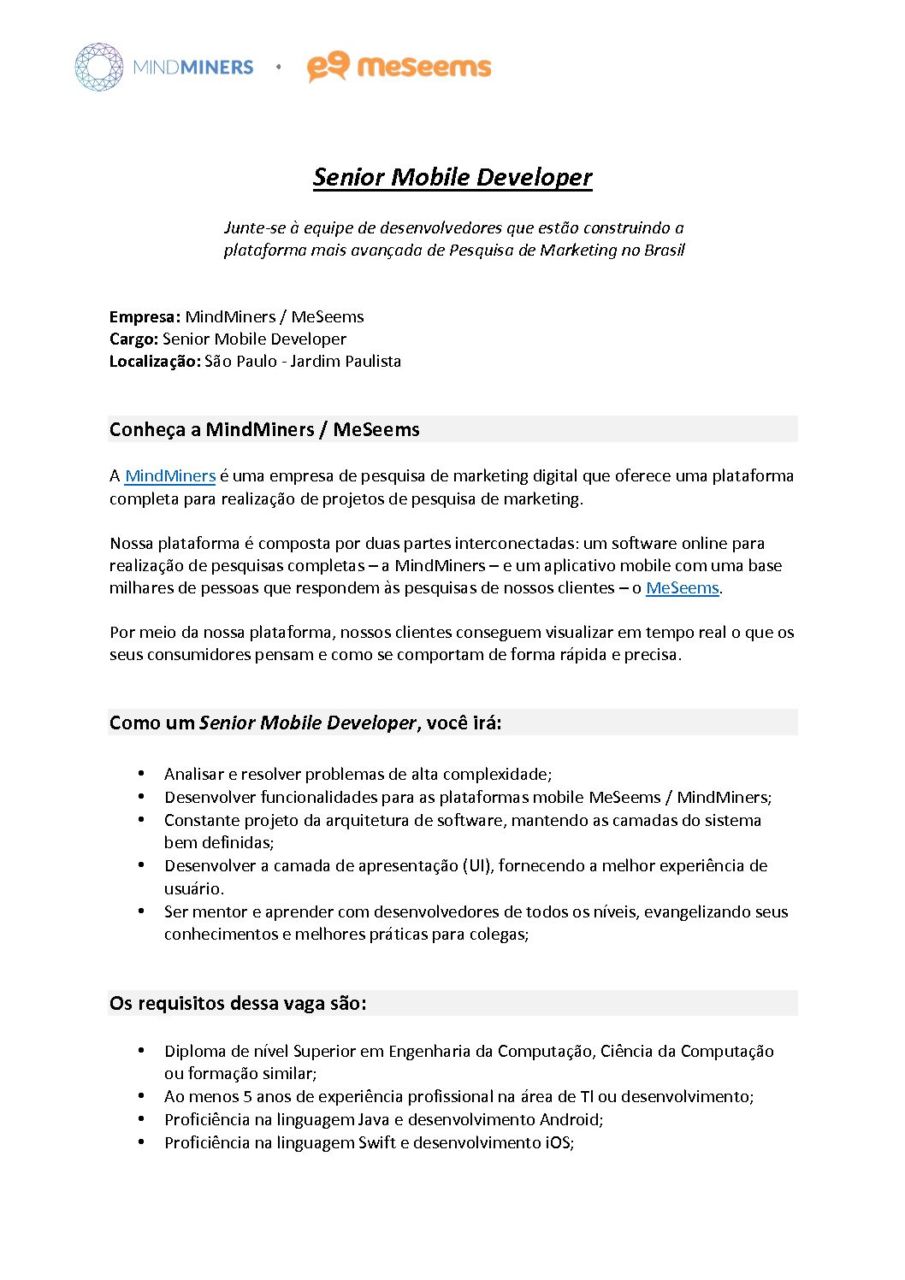 MINDMINERS • meSeems
Senior Mobile Developer
Junte-se à equipe de desenvolvedores que estão construindo a
plataforma mais avançada de Pesquisa de Marketing no Brasil
Empresa: MindMiners / MeSeems
Cargo: Senior Mobile Developer
Localização: São Paulo - Jardim Paulista
Conheça a MindMiners / MeSeems
A MindMiners é uma empresa de pesquisa de marketing digital que oferece uma plataforma
completa para realização de projetos de pesquisa de marketing.
Nossa plataforma é composta por duas partes interconectadas: um software online para
realização de pesquisas completas – a MindMiners – e um aplicativo mobile com uma base
milhares de pessoas que respondem às pesquisas de nossos clientes – o MeSeems.
Por meio da nossa plataforma, nossos clientes conseguem visualizar em tempo real o que os
seus consumidores pensam e como se comportam de forma rápida e precisa.
Como um Senior Mobile Developer, você irá:
• Analisar e resolver problemas de alta complexidade;
• Desenvolver funcionalidades para as plataformas mobile MeSeems / MindMiners;
• Constante projeto da arquitetura de software, mantendo as camadas do sistema
bem definidas;
• Desenvolver a camada de apresentação (UI), fornecendo a melhor experiência de
usuário.
• Ser mentor e aprender com desenvolvedores de todos os níveis, evangelizando seus
conhecimentos e melhores práticas para colegas;
Os requisitos dessa vaga são:
• Diploma de nível Superior em Engenharia da Computação, Ciência da Computação
ou formação similar;
• Ao menos 5 anos de experiência profissional na área de TI ou desenvolvimento;
• Proficiência na linguagem Java e desenvolvimento Android;
• Proficiência na linguagem Swift e desenvolvimento iOS;